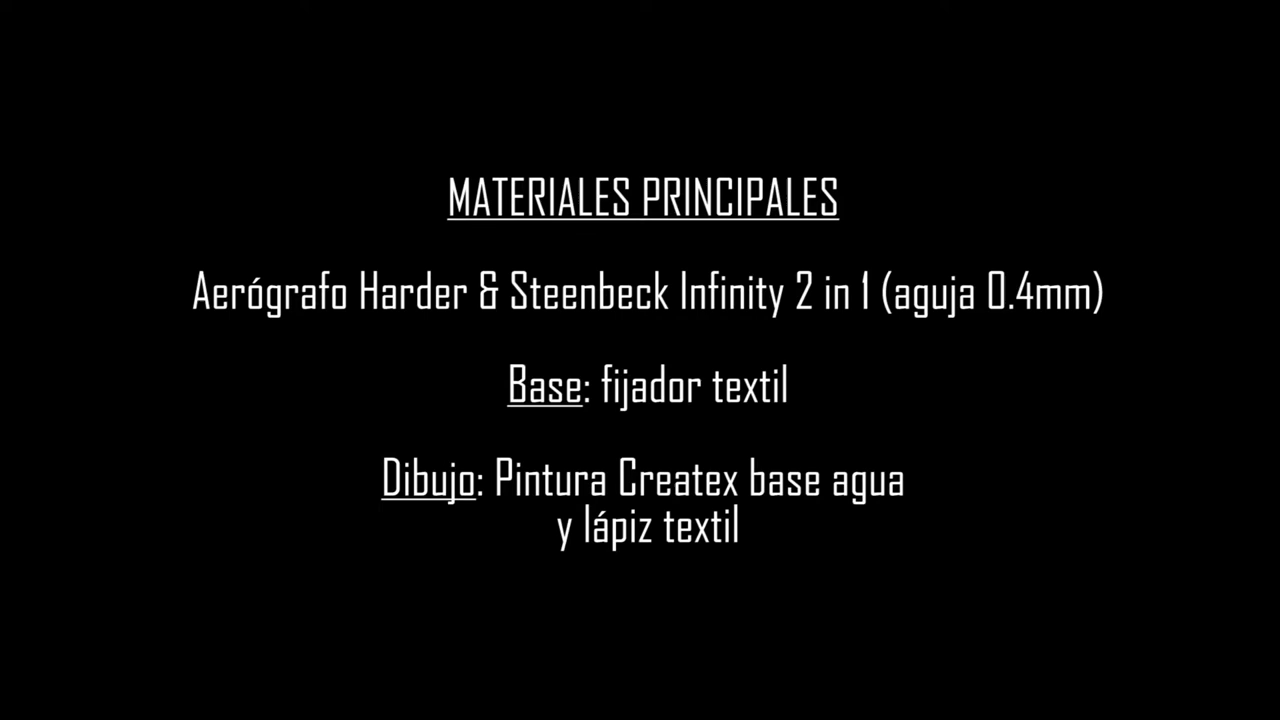 MATERIALES PRINCIPALES
Aerógrafo Harder & Steenbeck Infinity 2 in 1 (aguja 0.4mm)
Base: fijador textil
Dibujo: Pintura Createx base agua
y lápiz textil